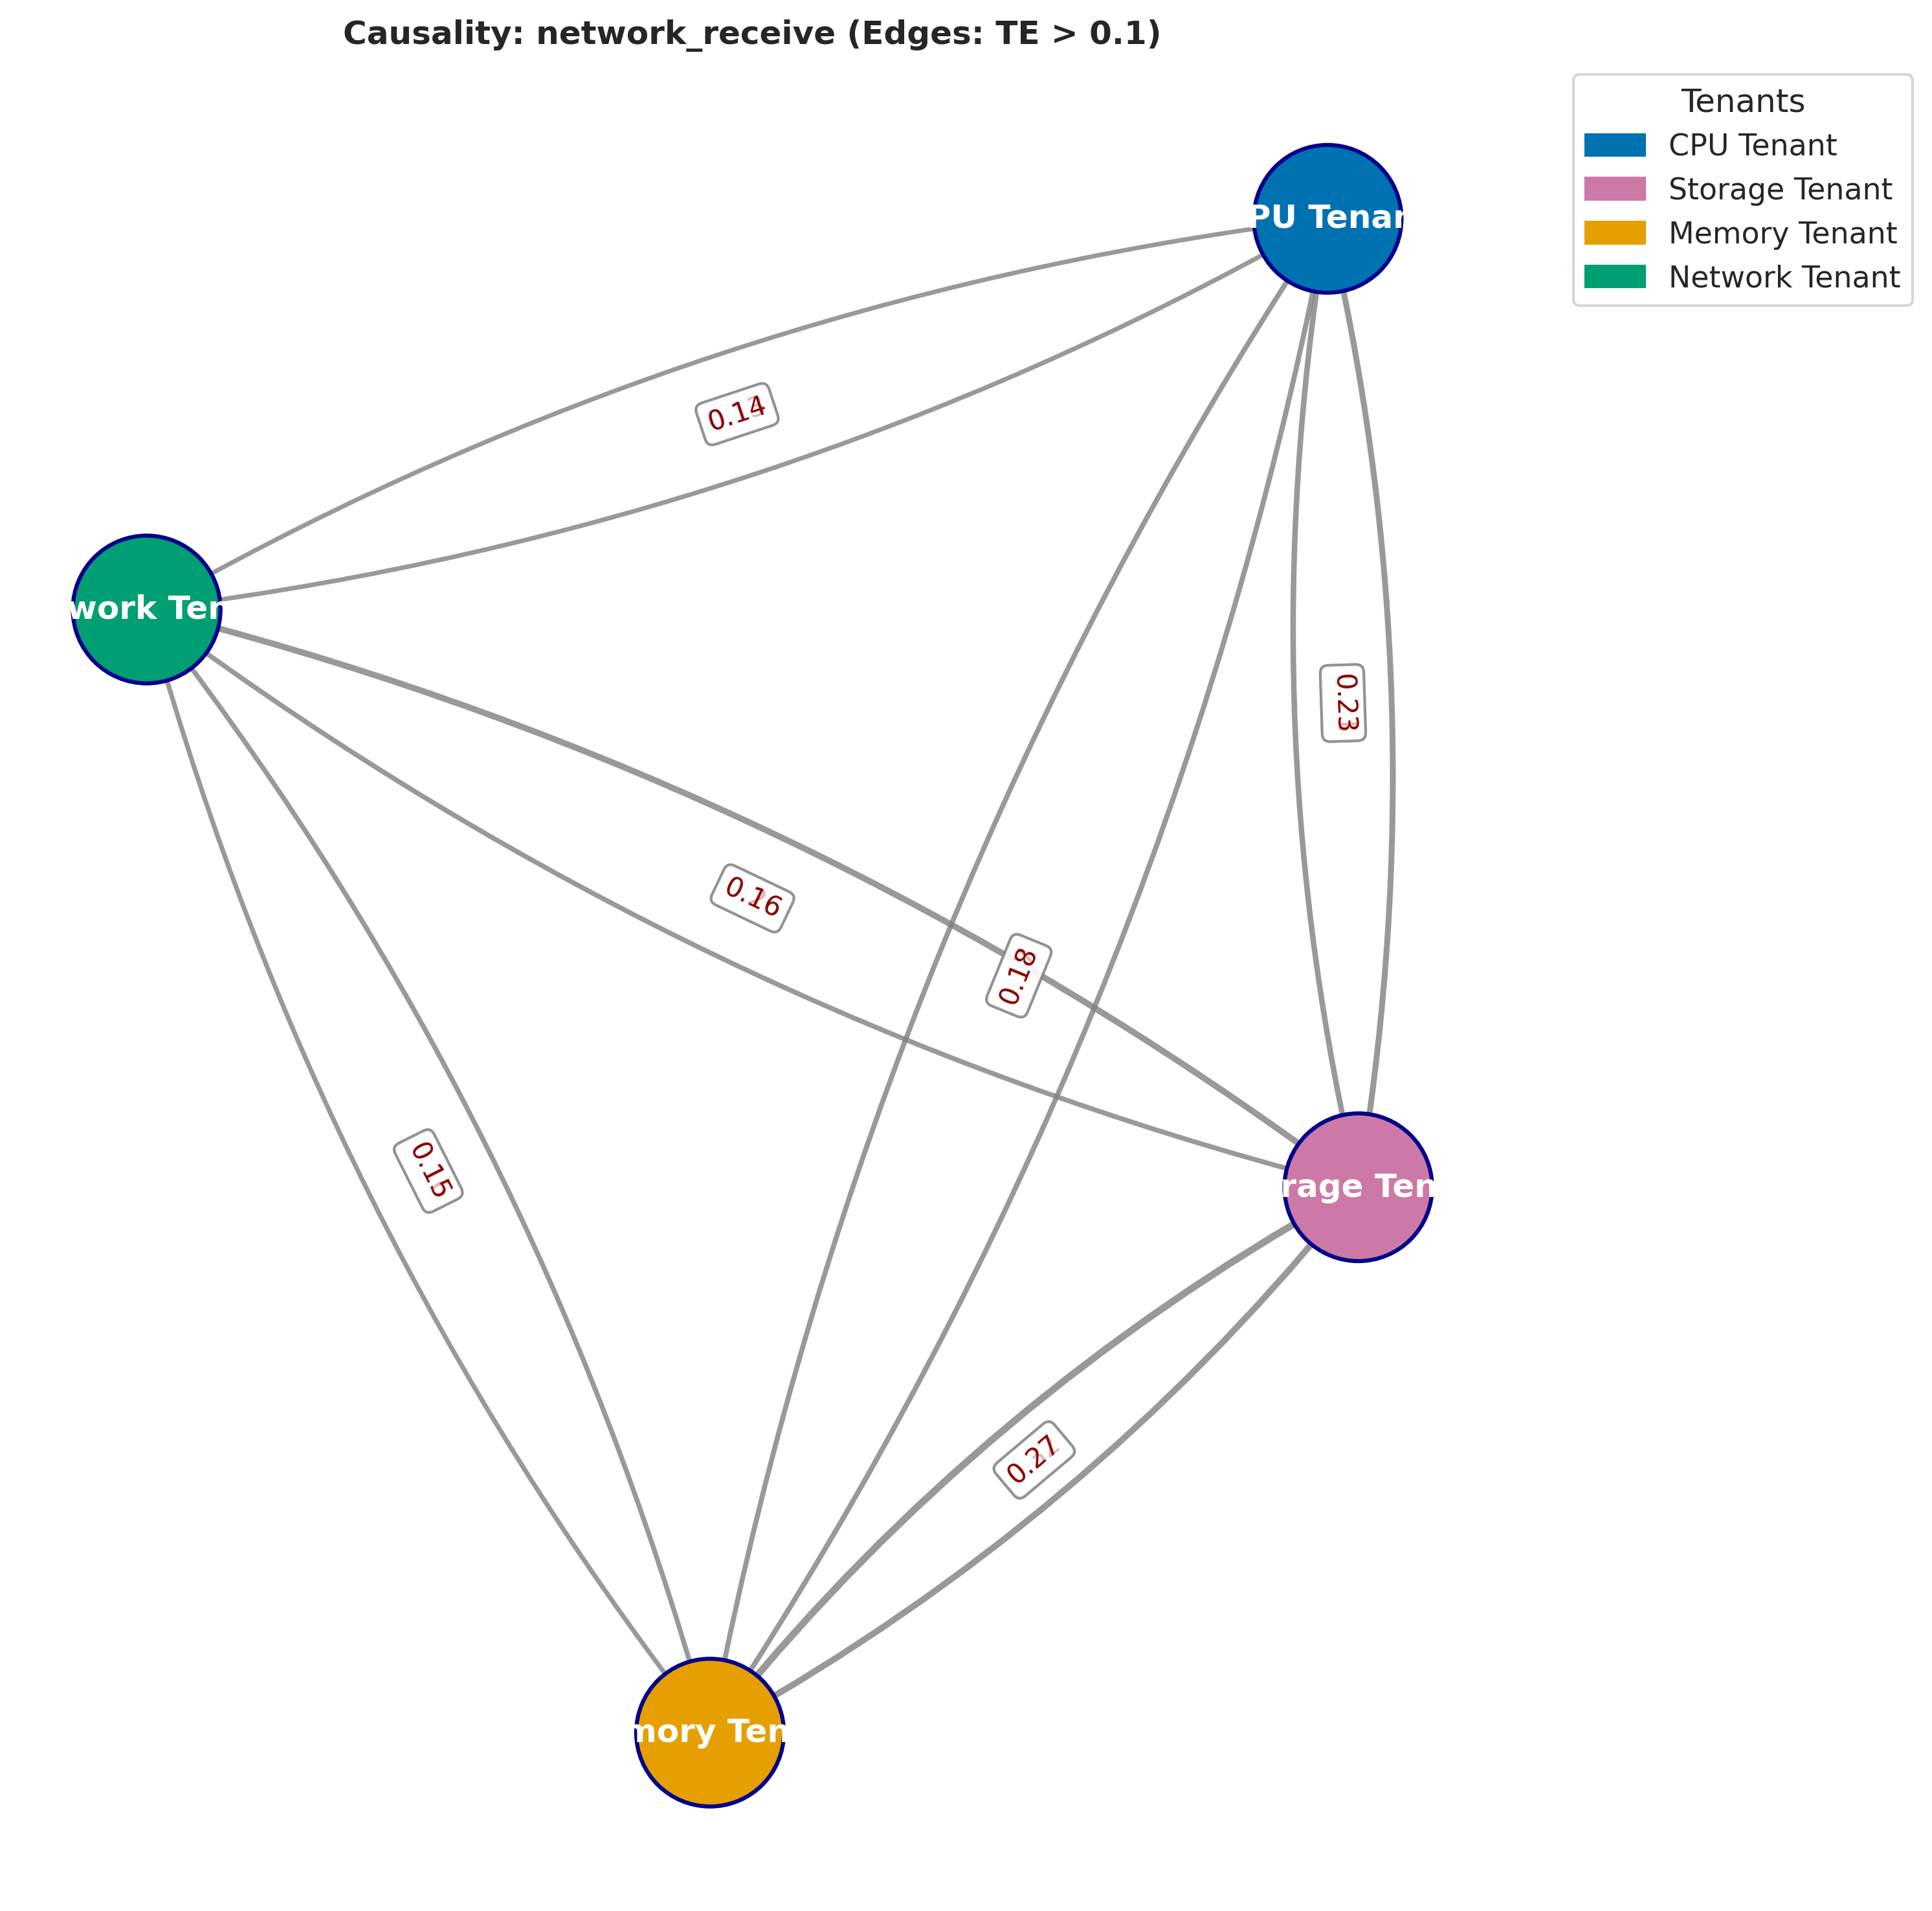 Causality: network_receive (Edges: TE > 0.1)
Tenants
CPU Tenant
Storage Tenant
Memory Tenant
Network Tenant
PU Tenan
0.14
work Ten
0.23
0.16
0.18
0.15
rage Ten
0.27
mory Ten